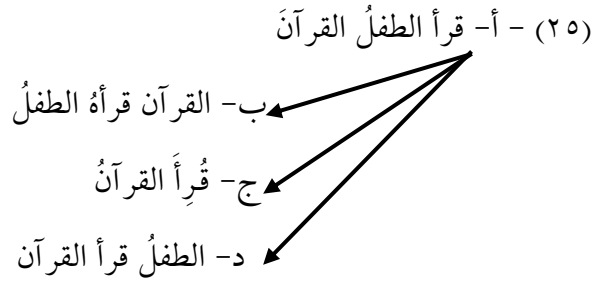 (٢٥) - أ- قرأ الطفلُ القرآنَ
ب- القرآن قرأهُ الطفلُ
ج- قُرِأَ القرآنُ
د- الطفلُ قرأ القرآن